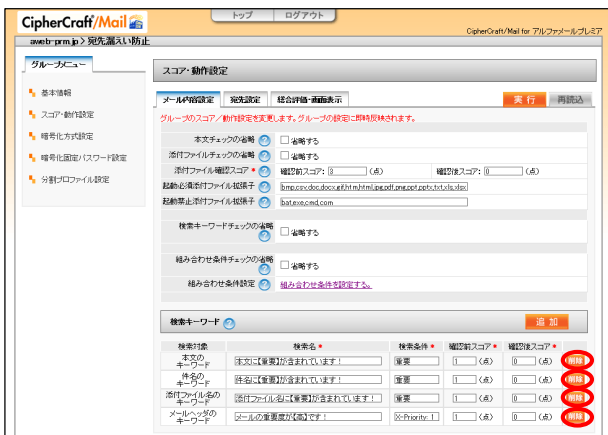 CipherCraft/Mail
トップ ログアウト
CipherCraft/Mail for アルファメールプレミア
aweb-prm.jp > 宛先漏えい防止
グループメニュー
基本情報
スコア・動作設定
暗号化方式設定
暗号化固定パスワード設定
分割プロファイル設定
スコア・動作設定
メール内容設定 宛先設定 総合評価・画面表示
実行 再読込
グループのスコア／動作設定を変更します。グループの設定に即時反映されます。
本文チェックの省略 ? 省略する
添付ファイルチェックの省略 ? 省略する
添付ファイル確認スコア * ? 確認前スコア: 3 (点) 確認後スコア: 0 (点)
起動必須添付ファイル拡張子 ? bmp,csv,doc,docx,gif,htm,html,jpg,pdf,png,ppt,pptx,txt,xls,xlsx
起動禁止添付ファイル拡張子 ? bat,exe,cmd,com
検索キーワードチェックの省略 ? 省略する
組み合わせ条件チェックの省略 ? 省略する
組み合わせ条件設定 ? 組み合わせ条件を設定する。
検索キーワード ? 追加
検索対象 検索名 * 検索条件 * 確認前スコア * 確認後スコア *
本文のキーワード 本文に【重要】が含まれています！ 重要 1 (点) 0 (点) 削除
件名のキーワード 件名に【重要】が含まれています！ 重要 1 (点) 0 (点) 削除
添付ファイル名のキーワード 添付ファイル名に【重要】が含まれています！ 重要 1 (点) 0 (点) 削除
メールヘッダのキーワード メールの重要度が【高】です！ X-Priority: 1 (点) 0 (点) 削除